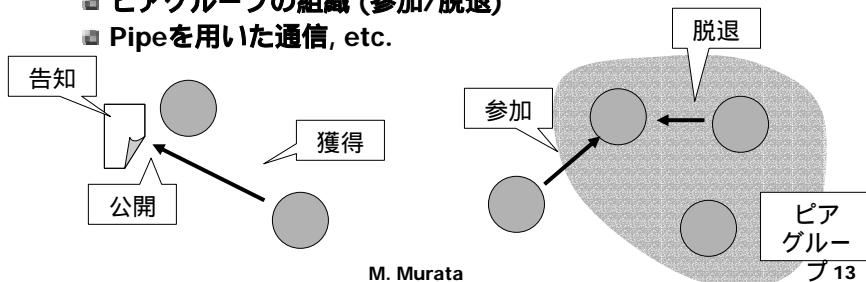 ピアグループの組織 (参加/脱退)
Pipeを用いた通信, etc.
告知
公開
獲得
参加
脱退
ピア
グルー
プ
M. Murata
13